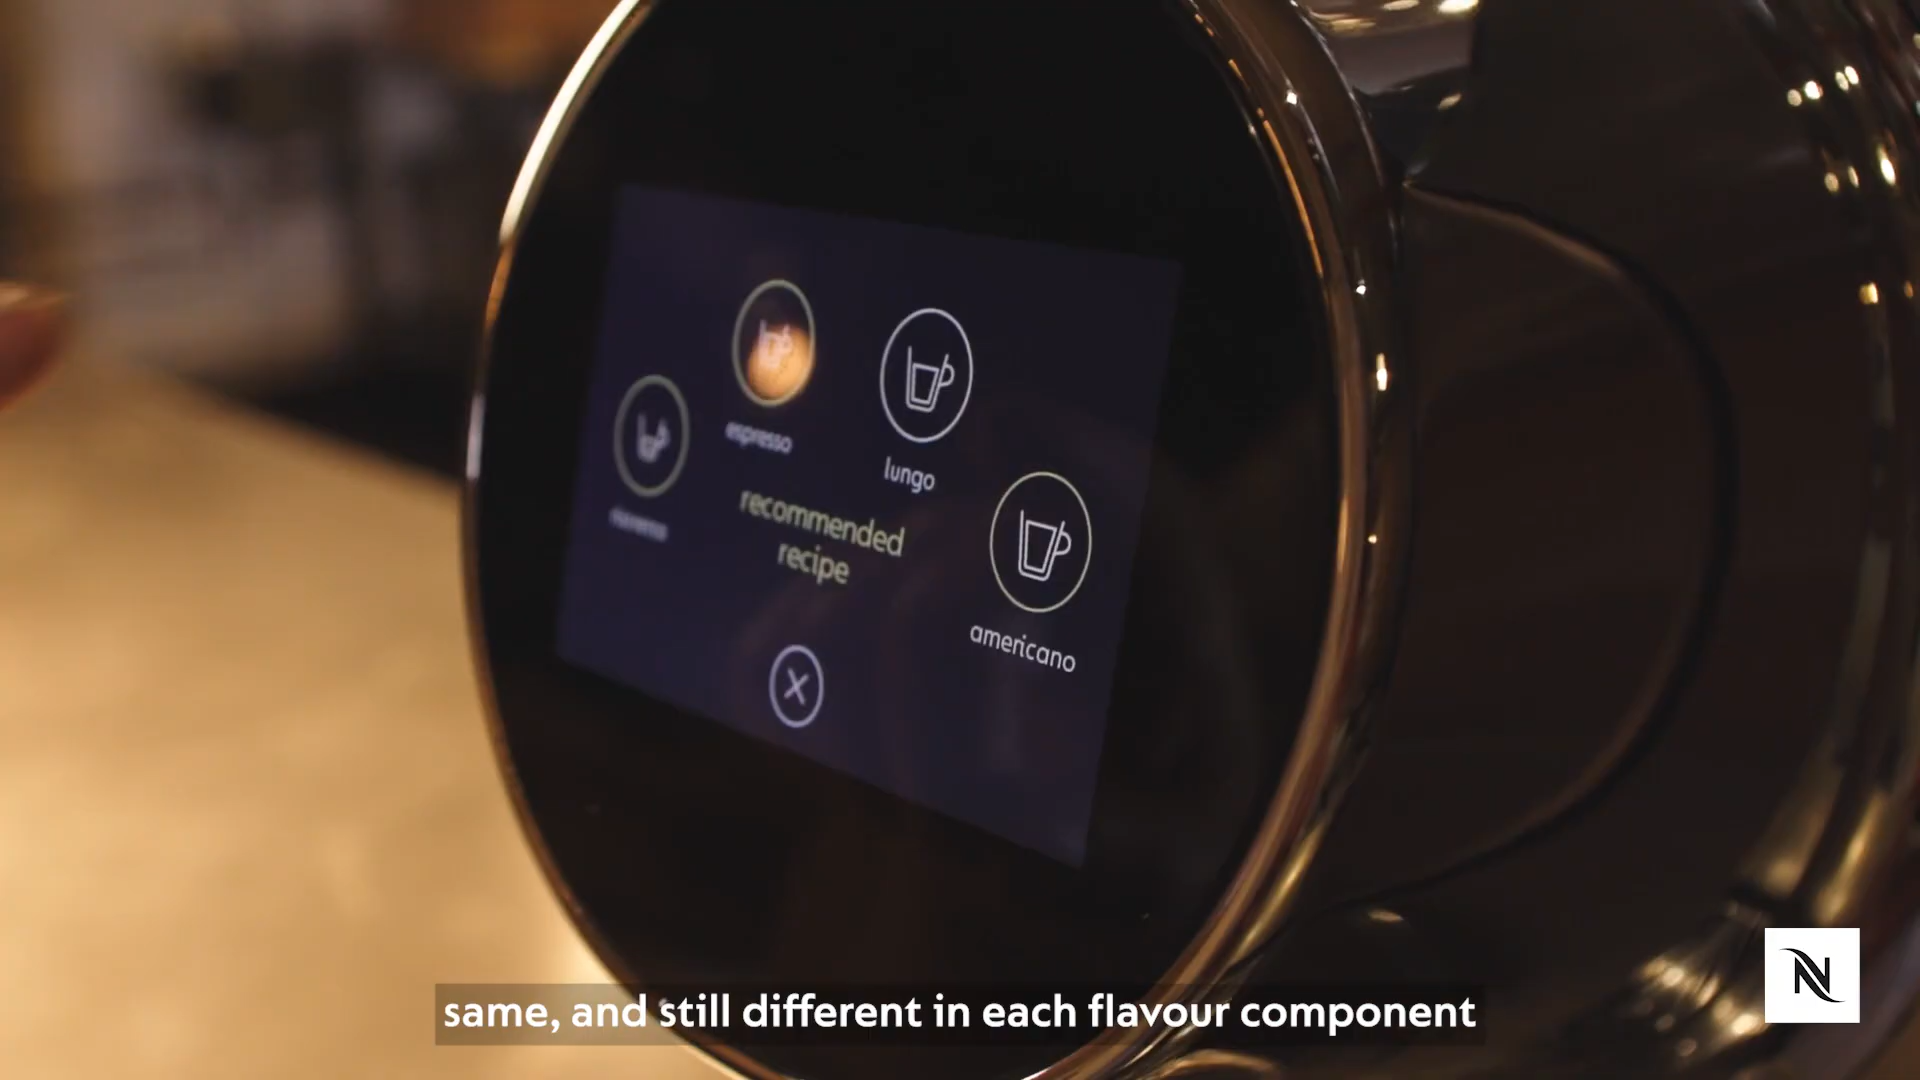 espresso
lungo
recommended
recipe
americano
same, and still different in each flavour component
N